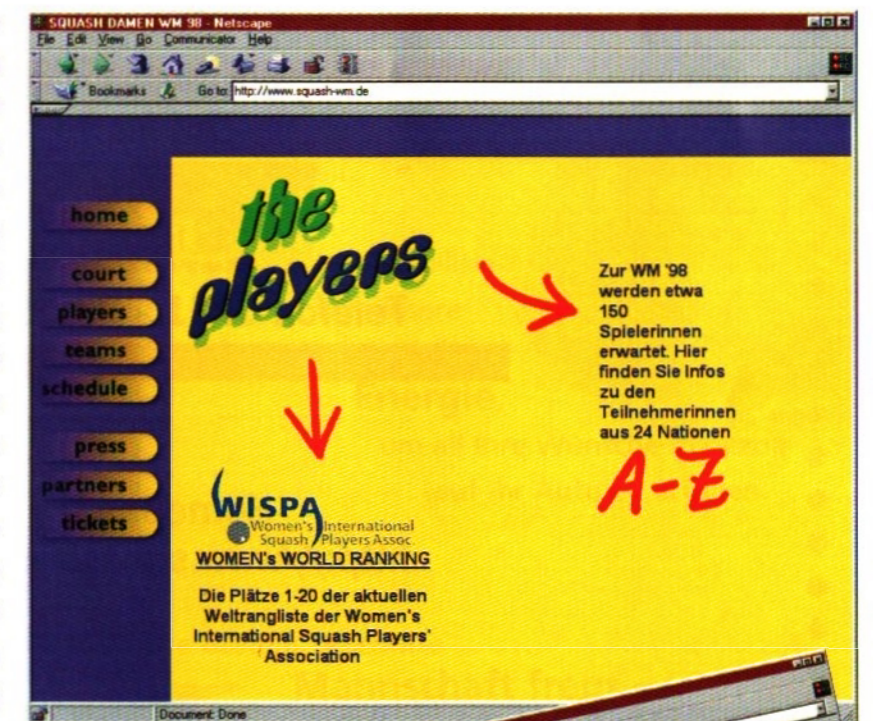 SQUASH DAMEN WM 98 - Netscape
File Edit View Go Communicator Help
Bookmarks Go to: http://www.squash-wm.de
home
court
players
teams
schedule
press
partners
tickets
the
players
Zur WM '98
werden etwa
150
Spielerinnen
erwartet. Hier
finden Sie Infos
zu den
Teilnehmerinnen
aus 24 Nationen
A-Z
WISPA
Women's International
Squash Players Assoc.
WOMEN's WORLD RANKING
Die Plätze 1-20 der aktuellen
Weltrangliste der Women's
International Squash Players'
Association
Document: Done